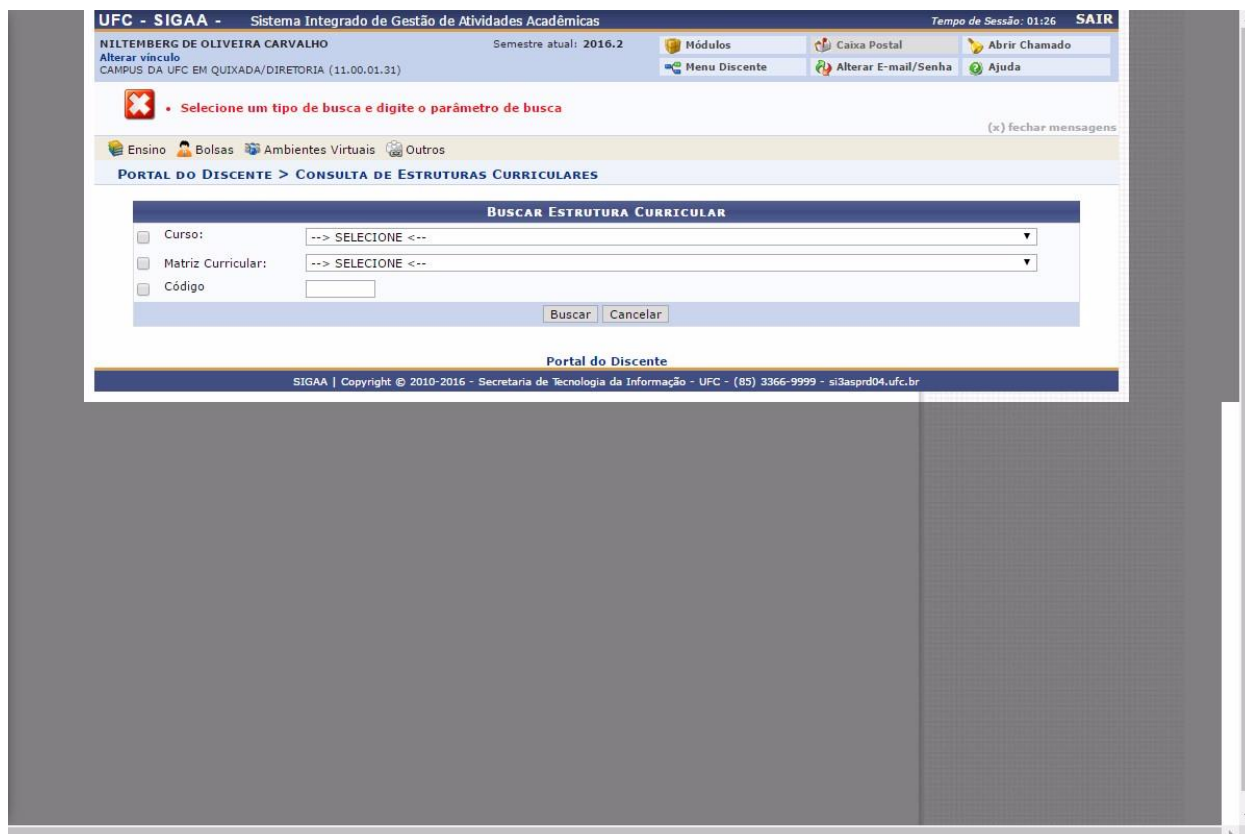 UFC - SIGAA - Sistema Integrado de Gestão de Atividades Acadêmicas Tempo de Sessão: 01:26 SAIR
NILTEMBERG DE OLIVEIRA CARVALHO Semestre atual: 2016.2 Módulos Caixa Postal Abrir Chamado
Alterar vínculo
CAMPUS DA UFC EM QUIXADA/DIRETORIA (11.00.01.31) Menu Discente Alterar E-mail/Senha Ajuda
• Selecione um tipo de busca e digite o parâmetro de busca
(x) fechar mensagens
Ensino Bolsas Ambientes Virtuais Outros
PORTAL DO DISCENTE > CONSULTA DE ESTRUTURAS CURRICULARES
BUSCAR ESTRUTURA CURRICULAR
Curso: --> SELECIONE <--
Matriz Curricular: --> SELECIONE <--
Código
Buscar Cancelar
Portal do Discente
SIGAA | Copyright © 2010-2016 - Secretaria de Tecnologia da Informação - UFC - (85) 3366-9999 - si3asprd04.ufc.br